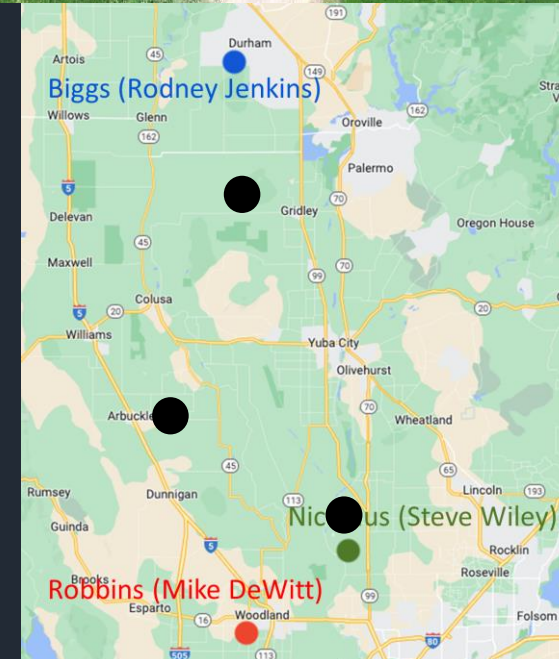 191
Durham
Artois
45
149
Biggs (Rodney Jenkins)
Willows
Glenn
162
162
Oroville
Palermo
5
70
Gridley
Delevan
Oregon House
45
Maxwell
70
99
Colusa
20
20
Williams
Yuba City
Olivehurst
70
Arbuckle
Wheatland
45
65
Rumsey
Dunnigan
Lincoln
193
113
(Steve Wiley)
Guinda
5
Rocklin
Roseville
Brooks
Robbins (Mike DeWitt)
99
Esparto
16
Woodland
Folsom
80
505
113